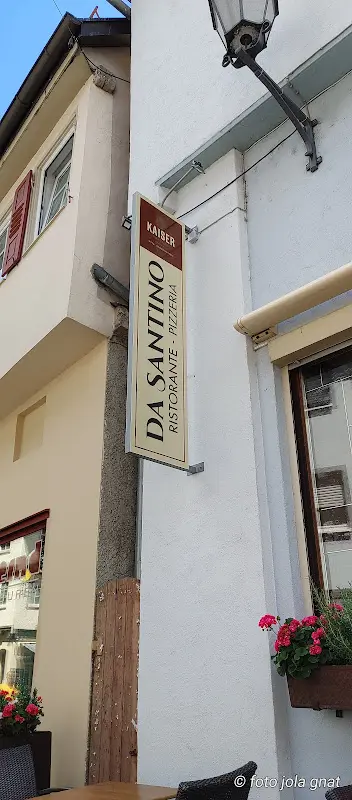 KAISER
DA SANTINO
RISTORANTE - PIZZERIA
© foto jola gnat